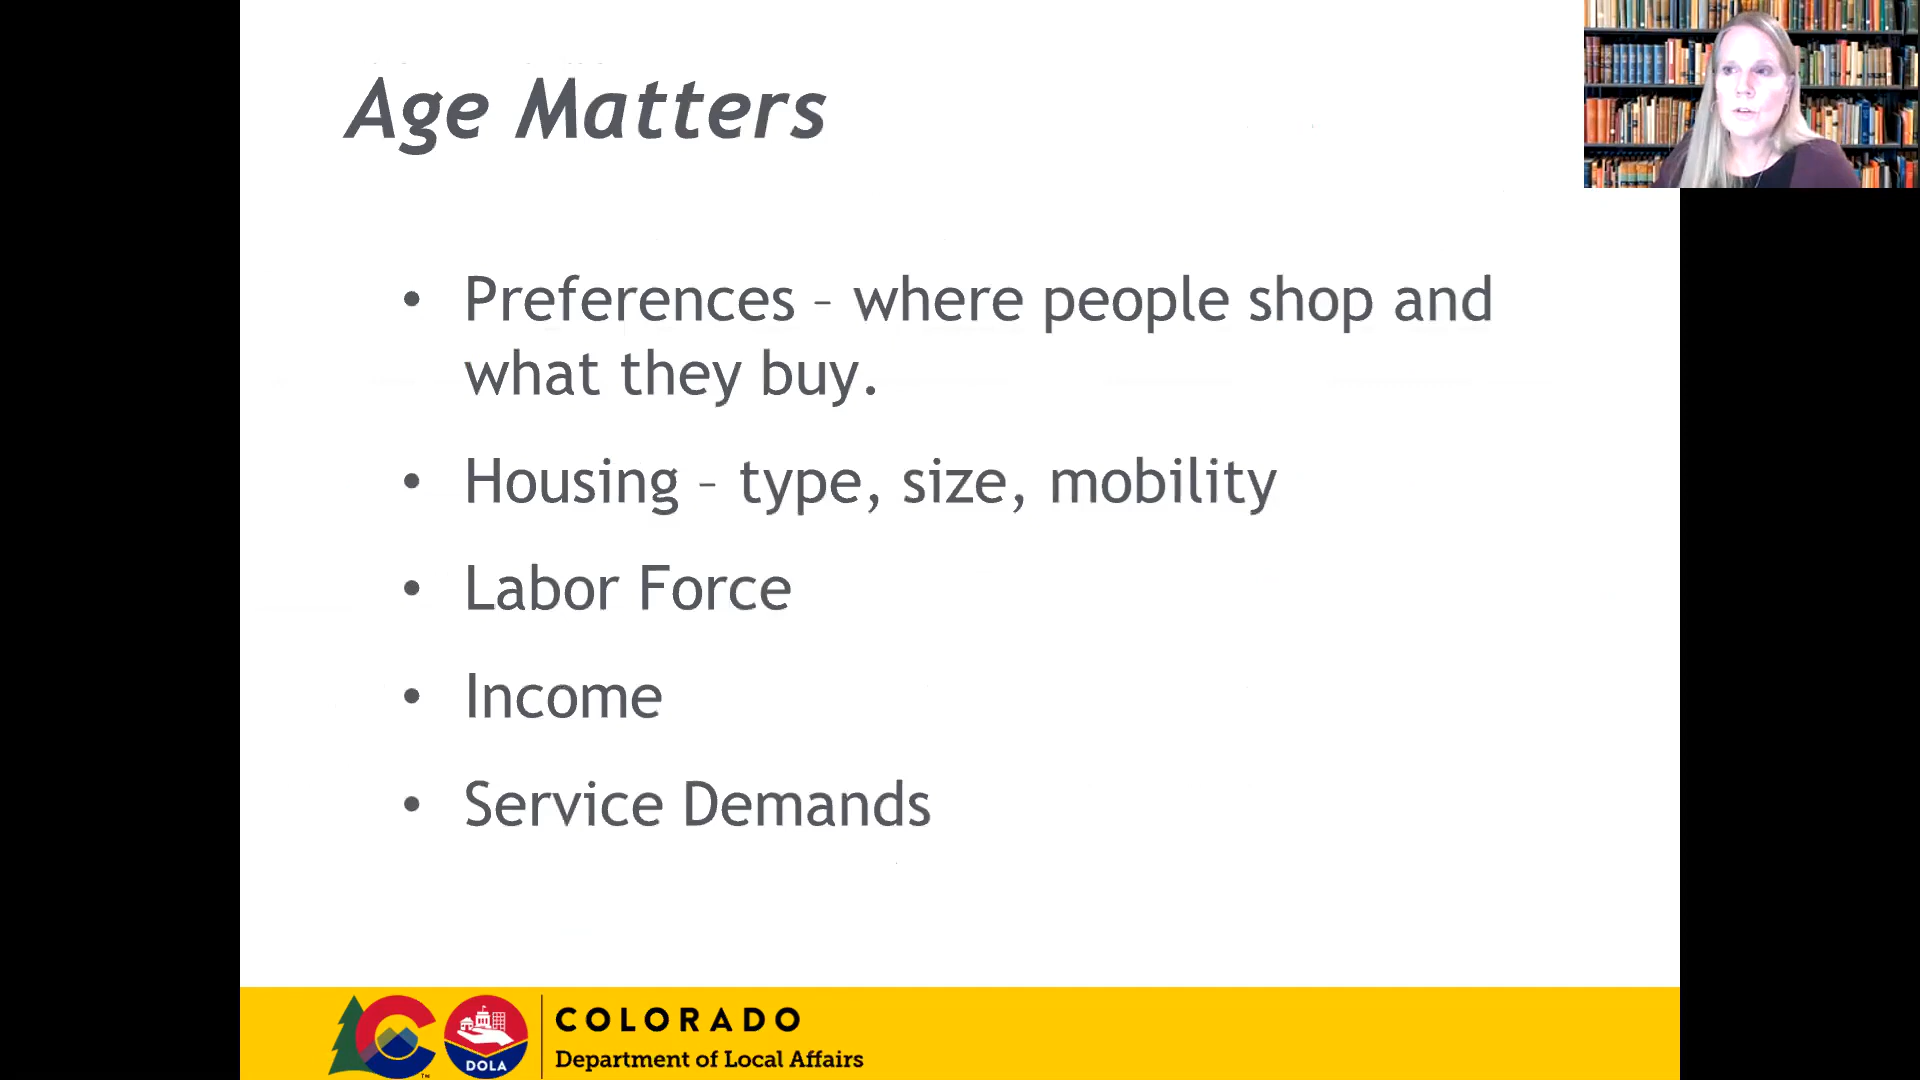 Age Matters
• Preferences – where people shop and
what they buy.
• Housing – type, size, mobility
• Labor Force
• Income
• Service Demands
COLORADO
Department of Local Affairs
DOLA
TM